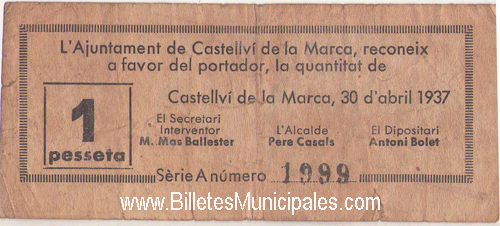 L'Ajuntament de Castellví de la Marca, reconeix
a favor del portador, la quantitat de
1
pesseta
Castellví de la Marca, 30 d'abril 1937
El Secretari
Interventor
M. Mas Ballester
L'Alcalde
Pere Casals
El Dipositari
Antoni Bolet
Sèrie A número 1099
www.BilletesMunicipales.com